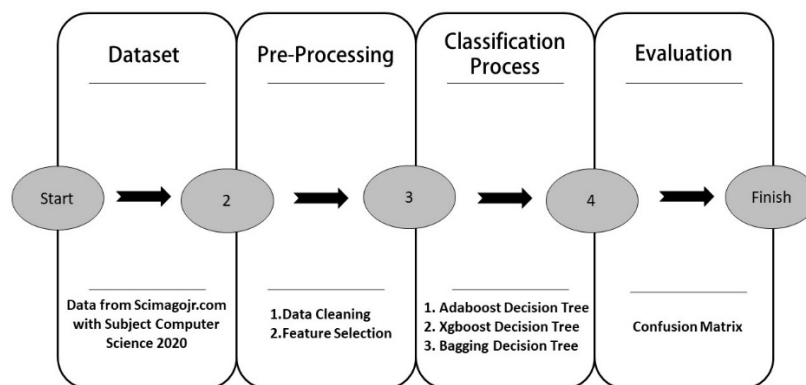 Dataset
Pre-Processing
Classification
Process
Evaluation
Start
2
3
4
Finish
Data from Scimagojr.com
with Subject Computer
Science 2020
1.Data Cleaning
2.Feature Selection
1. Adaboost Decision Tree
2. Xgboost Decision Tree
3. Bagging Decision Tree
Confusion Matrix